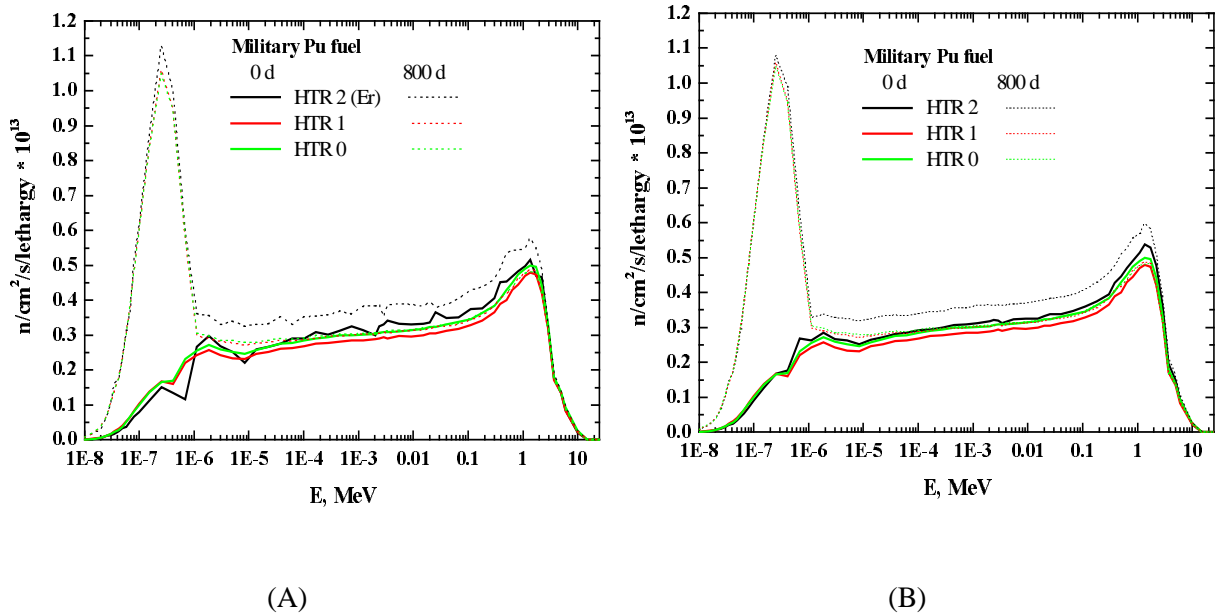 Military Pu fuel
0 d 800 d
HTR 2 (Er)
HTR 1
HTR 0
n/cm²/s/lethargy * 10¹³
1.2
1.1
1.0
0.9
0.8
0.7
0.6
0.5
0.4
0.3
0.2
0.1
0.0
1E-8 1E-7 1E-6 1E-5 1E-4 1E-3 0.01 0.1 1 10
E, MeV
(A)
Military Pu fuel
0 d 800 d
HTR 2
HTR 1
HTR 0
n/cm²/s/lethargy * 10¹³
1.2
1.1
1.0
0.9
0.8
0.7
0.6
0.5
0.4
0.3
0.2
0.1
0.0
1E-8 1E-7 1E-6 1E-5 1E-4 1E-3 0.01 0.1 1 10
E, MeV
(B)